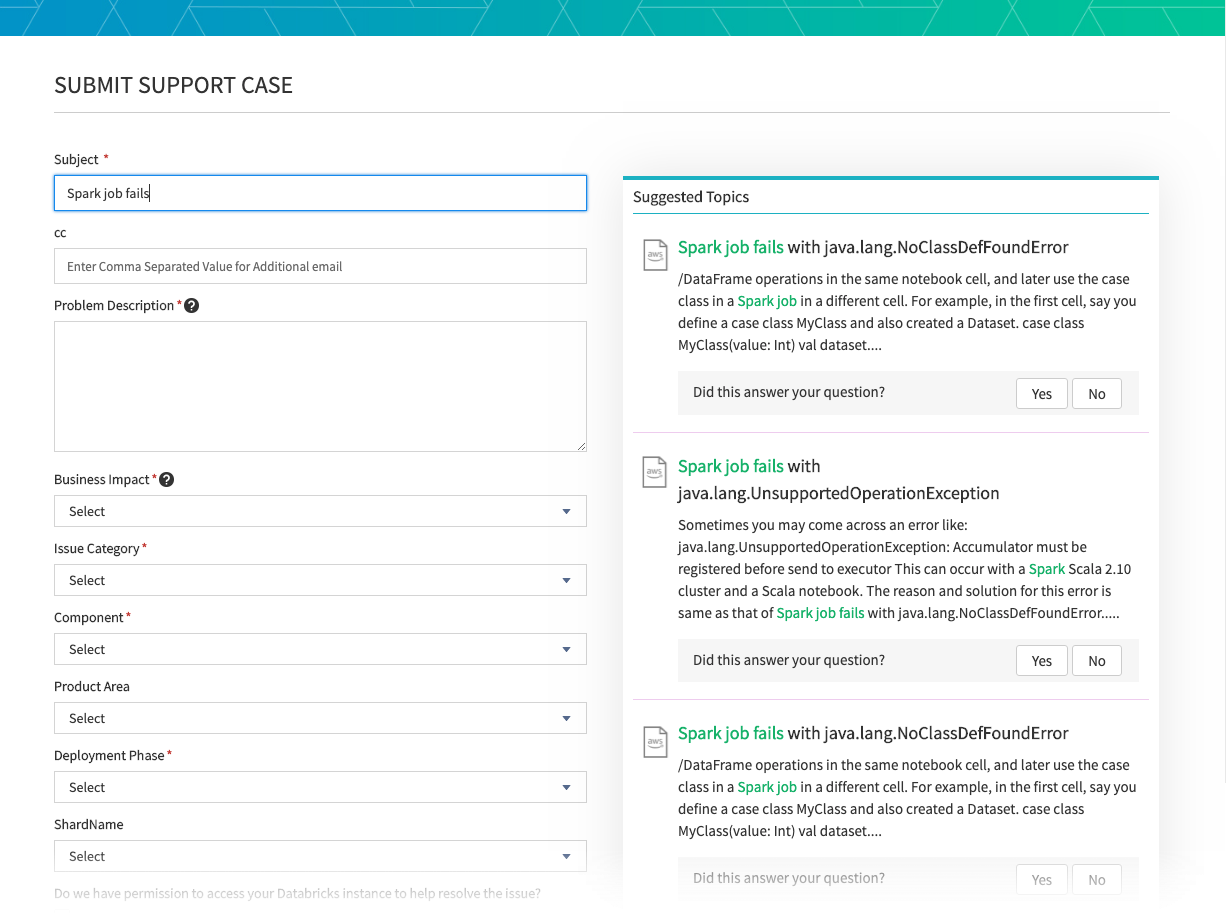 SUBMIT SUPPORT CASE
Subject *
Spark job fails
cc
Enter Comma Separated Value for Additional email
Problem Description *
Business Impact *
Select
Issue Category *
Select
Component *
Select
Product Area
Select
Deployment Phase *
Select
ShardName
Select
Do we have permission to access your Databricks instance to help resolve the issue?
Suggested Topics
aws
Spark job fails with java.lang.NoClassDefFoundError
/DataFrame operations in the same notebook cell, and later use the case
class in a Spark job in a different cell. For example, in the first cell, say you
define a case class MyClass and also created a Dataset. case class
MyClass(value: Int) val dataset....
Did this answer your question?
Yes
No
aws
Spark job fails with
java.lang.UnsupportedOperationException
Sometimes you may come across an error like:
java.lang.UnsupportedOperationException: Accumulator must be
registered before send to executor This can occur with a Spark Scala 2.10
cluster and a Scala notebook. The reason and solution for this error is
same as that of Spark job fails with java.lang.NoClassDefFoundError.....
Did this answer your question?
Yes
No
aws
Spark job fails with java.lang.NoClassDefFoundError
/DataFrame operations in the same notebook cell, and later use the case
class in a Spark job in a different cell. For example, in the first cell, say you
define a case class MyClass and also created a Dataset. case class
MyClass(value: Int) val dataset....
Did this answer your question?
Yes
No